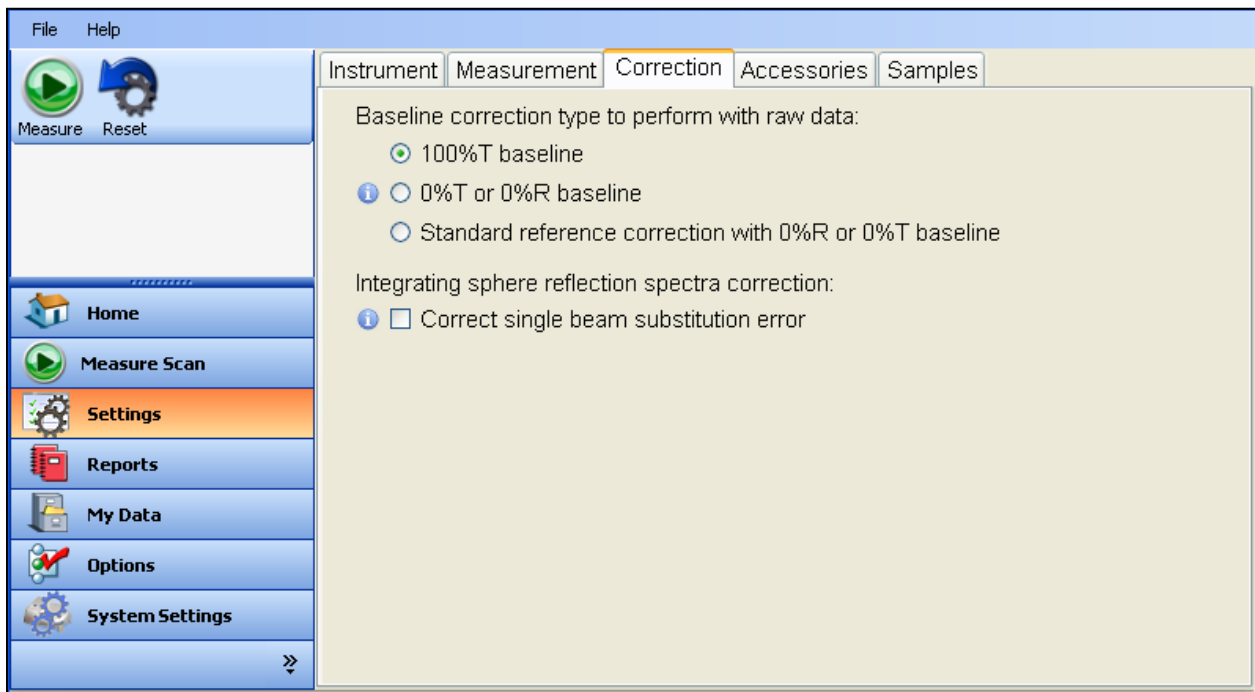 File Help
Measure Reset
Home
Measure Scan
Settings
Reports
My Data
Options
System Settings
Instrument Measurement Correction Accessories Samples
Baseline correction type to perform with raw data:
100%T baseline
0%T or 0%R baseline
Standard reference correction with 0%R or 0%T baseline
Integrating sphere reflection spectra correction:
Correct single beam substitution error